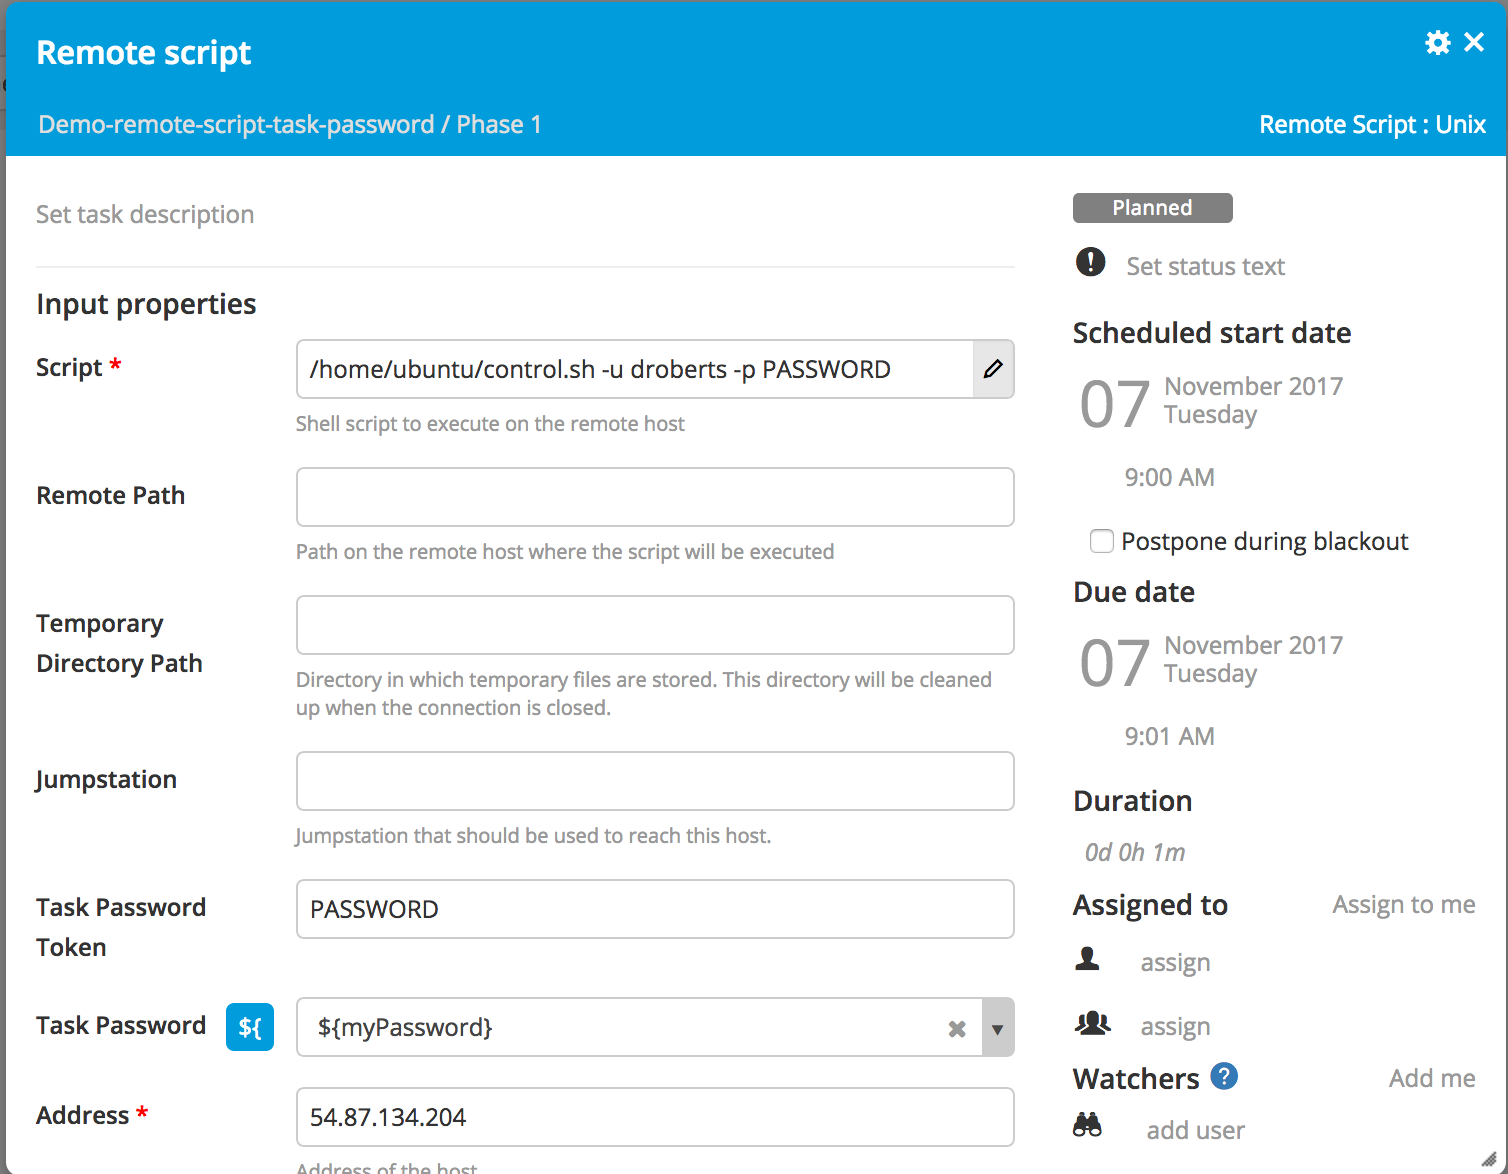 Remote script
Demo-remote-script-task-password / Phase 1
Remote Script : Unix
Set task description
Input properties
Script *
/home/ubuntu/control.sh -u droberts -p PASSWORD
Shell script to execute on the remote host
Remote Path
Path on the remote host where the script will be executed
Temporary
Directory Path
Directory in which temporary files are stored. This directory will be cleaned
up when the connection is closed.
Jumpstation
Jumpstation that should be used to reach this host.
Task Password
Token
PASSWORD
Task Password
${
${myPassword}
Address *
54.87.134.204
Address of the host
Planned
Set status text
Scheduled start date
07
November 2017
Tuesday
9:00 AM
Postpone during blackout
Due date
07
November 2017
Tuesday
9:01 AM
Duration
0d 0h 1m
Assigned to
Assign to me
assign
assign
Watchers ?
Add me
add user